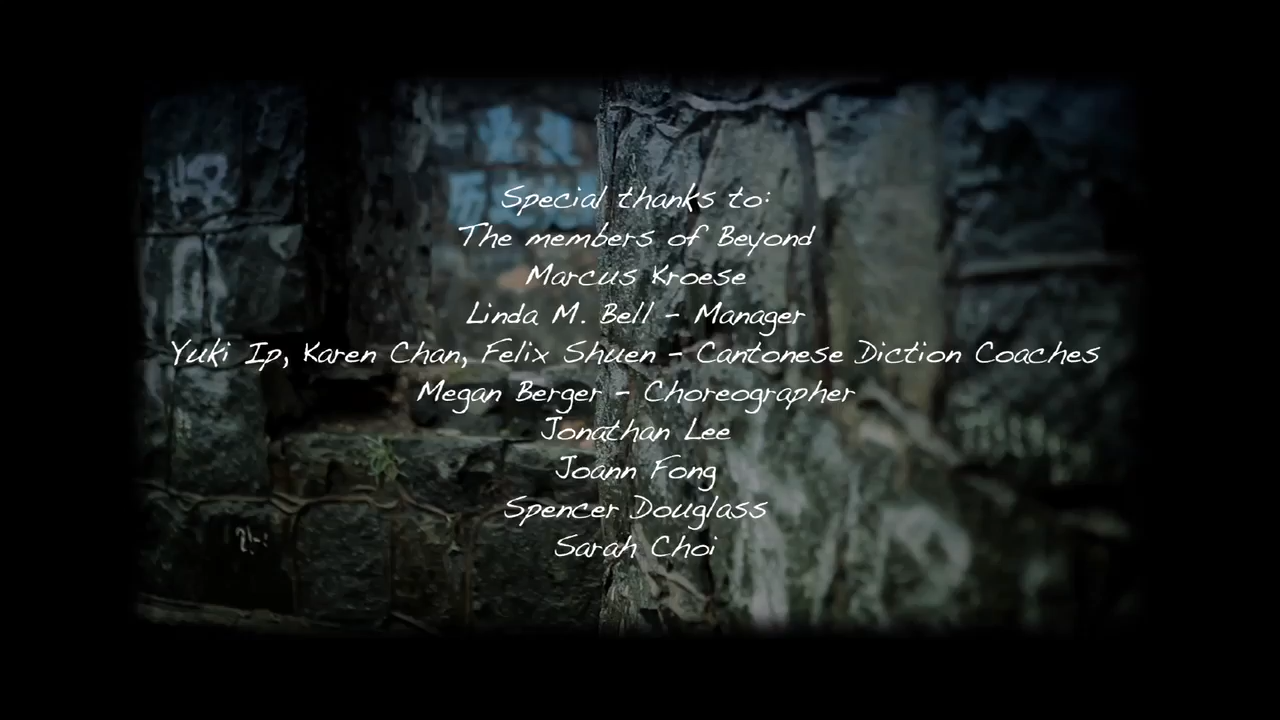 Special thanks to:
The members of Beyond
Marcus Kroese
Linda M. Bell - Manager
Yuki Ip, Karen Chan, Felix Shuen - Cantonese Diction Coaches
Megan Berger - Choreographer
Jonathan Lee
Joann Fong
Spencer Douglass
Sarah Choi